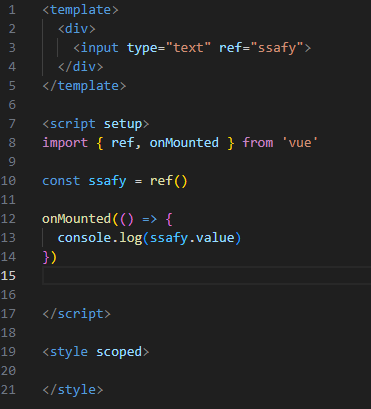 1 <template>
2   <div>
3     <input type="text" ref="ssafy">
4   </div>
5 </template>
6
7 <script setup>
8 import { ref, onMounted } from 'vue'
9
10 const ssafy = ref()
11
12 onMounted(() => {
13   console.log(ssafy.value)
14 })
15
16
17 </script>
18
19 <style scoped>
20
21 </style>